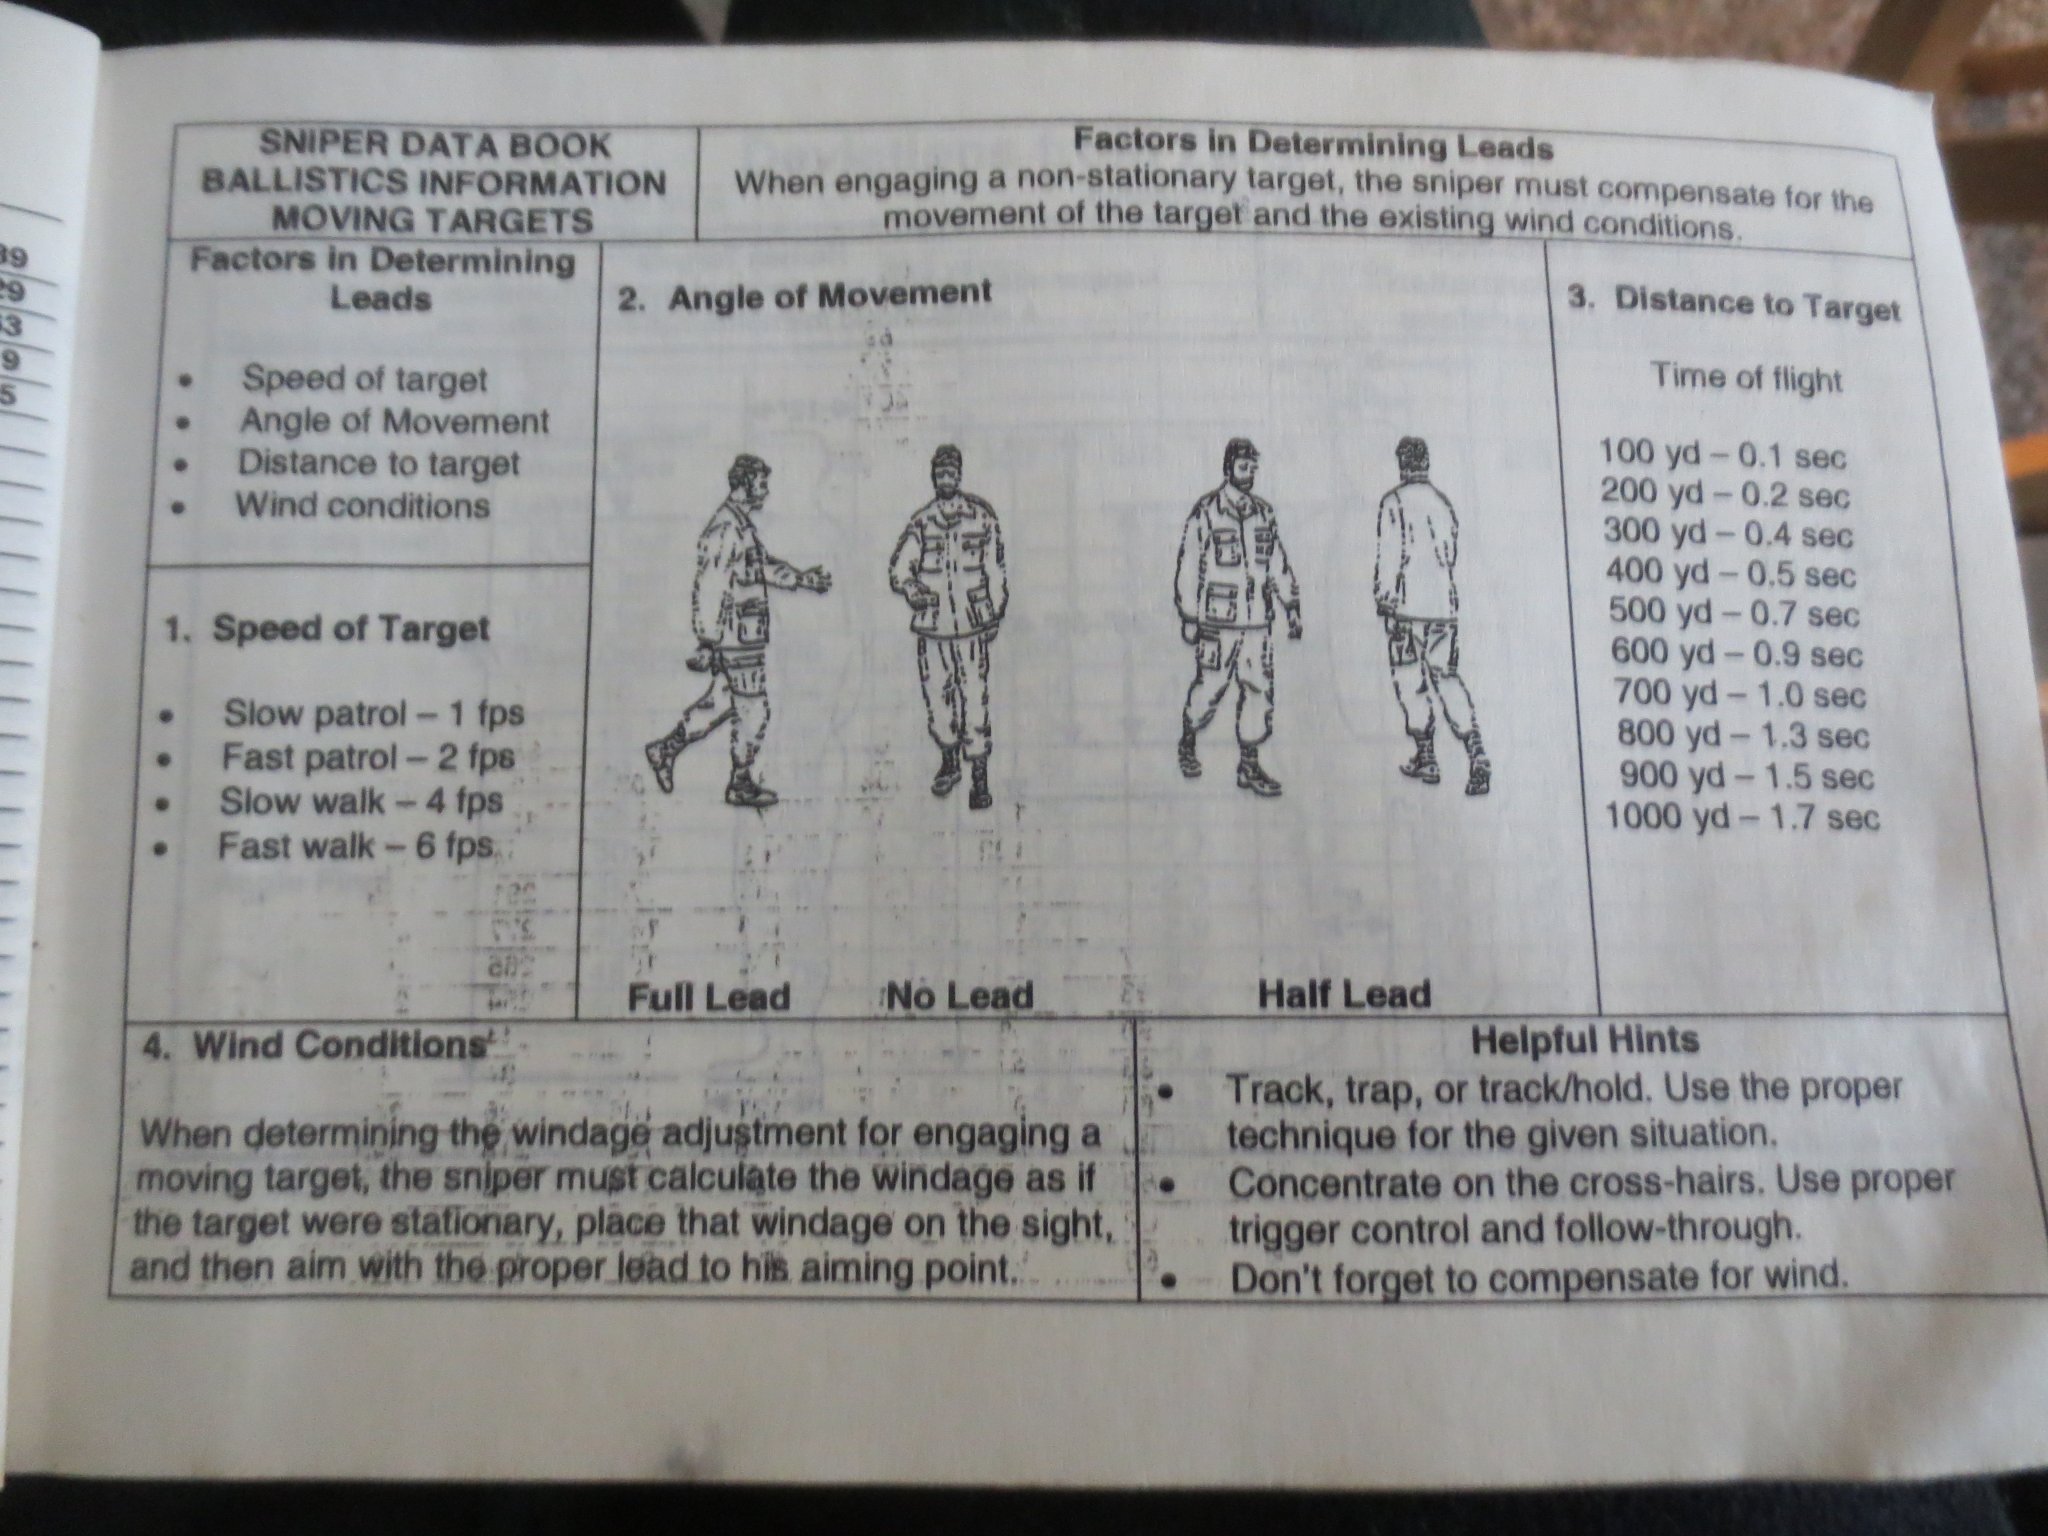 SNIPER DATA BOOK
BALLISTICS INFORMATION
MOVING TARGETS
Factors in Determining Leads
When engaging a non-stationary target, the sniper must compensate for the
movement of the target and the existing wind conditions.
Factors in Determining
Leads
• Speed of target
• Angle of Movement
• Distance to target
• Wind conditions
1. Speed of Target
• Slow patrol – 1 fps
• Fast patrol – 2 fps
• Slow walk – 4 fps
• Fast walk – 6 fps
2. Angle of Movement
Full Lead
No Lead
Half Lead
3. Distance to Target
Time of flight
100 yd – 0.1 sec
200 yd – 0.2 sec
300 yd – 0.4 sec
400 yd – 0.5 sec
500 yd – 0.7 sec
600 yd – 0.9 sec
700 yd – 1.0 sec
800 yd – 1.3 sec
900 yd – 1.5 sec
1000 yd – 1.7 sec
4. Wind Conditions
When determining the windage adjustment for engaging a
moving target, the sniper must calculate the windage as if
the target were stationary, place that windage on the sight,
and then aim with the proper lead to his aiming point.
Helpful Hints
• Track, trap, or track/hold. Use the proper
technique for the given situation.
• Concentrate on the cross-hairs. Use proper
trigger control and follow-through.
• Don't forget to compensate for wind.